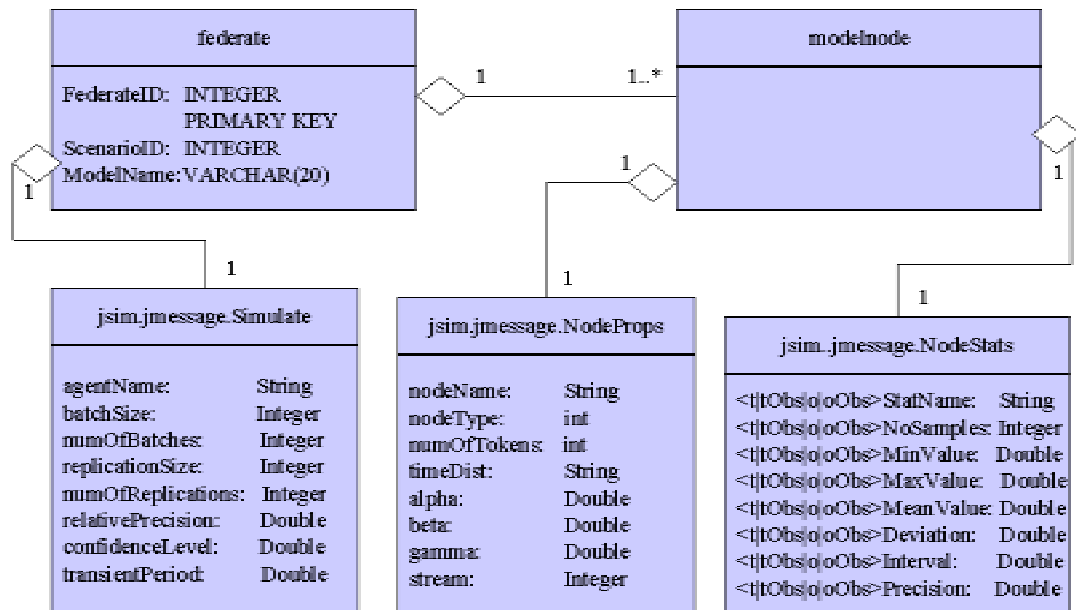 federate
FederateID: INTEGER
PRIMARY KEY
ScenarioID: INTEGER
ModelName:VARCHAR(20)
1
1..*
modelnode
1
1
1
1
jsim.jmessage.Simulate
agentName: String
batchSize: Integer
numOfBatches: Integer
replicationSize: Integer
numOfReplications: Integer
relativePrecision: Double
confidenceLevel: Double
transientPeriod: Double
1
jsim.jmessage.NodeProps
nodeName: String
nodeType: int
numOfTokens: int
timeDist: String
alpha: Double
beta: Double
gamma: Double
stream: Integer
1
jsim..jmessage.NodeStats
<t|tObs|o|oObs>StatName: String
<t|tObs|o|oObs>NoSamples: Integer
<t|tObs|o|oObs>MinValue: Double
<t|tObs|o|oObs>MaxValue: Double
<t|tObs|o|oObs>MeanValue: Double
<t|tObs|o|oObs>Deviation: Double
<t|tObs|o|oObs>Interval: Double
<t|tObs|o|oObs>Precision: Double